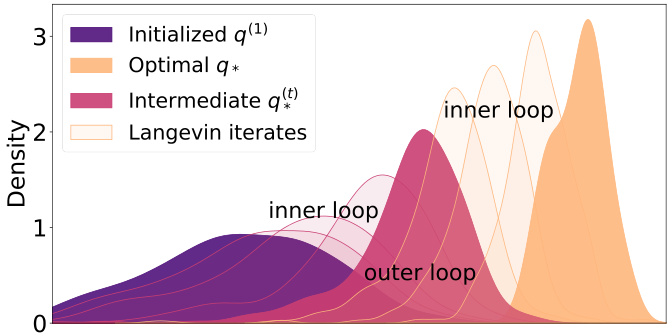 3
2
1
0
Density
Initialized q^{(1)}
Optimal q_*
Intermediate q_*^{(t)}
Langevin iterates
inner loop
inner loop
outer loop